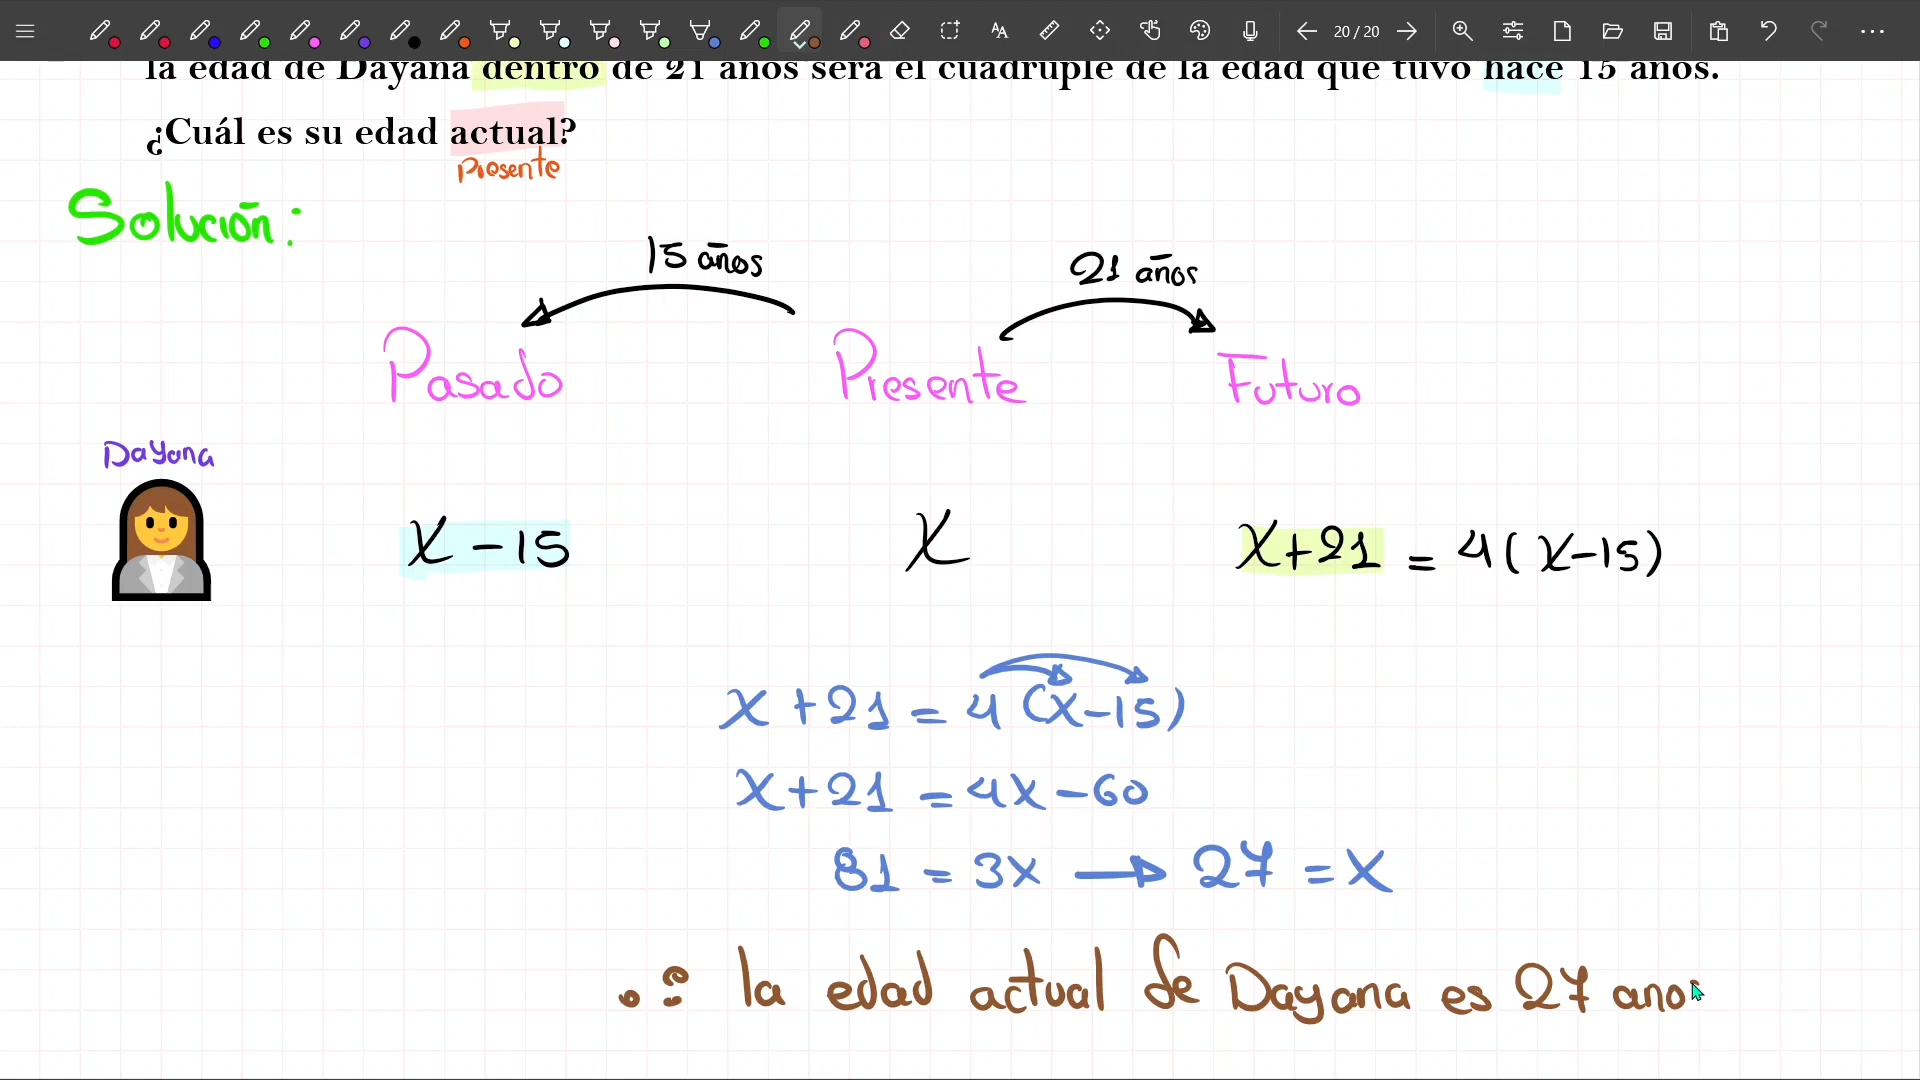 20 / 20
la edad de Dayana dentro de 21 años será el cuádruple de la edad que tuvo hace 15 años.
¿Cuál es su edad actual?
Presente
Solución:
15 años
21 años
Pasado Presente Futuro
Dayana
x - 15 x x+21 = 4(x-15)
x + 21 = 4(x-15)
x+21 = 4x-60
81 = 3x → 27 = x
∴ la edad actual de Dayana es 27 anos